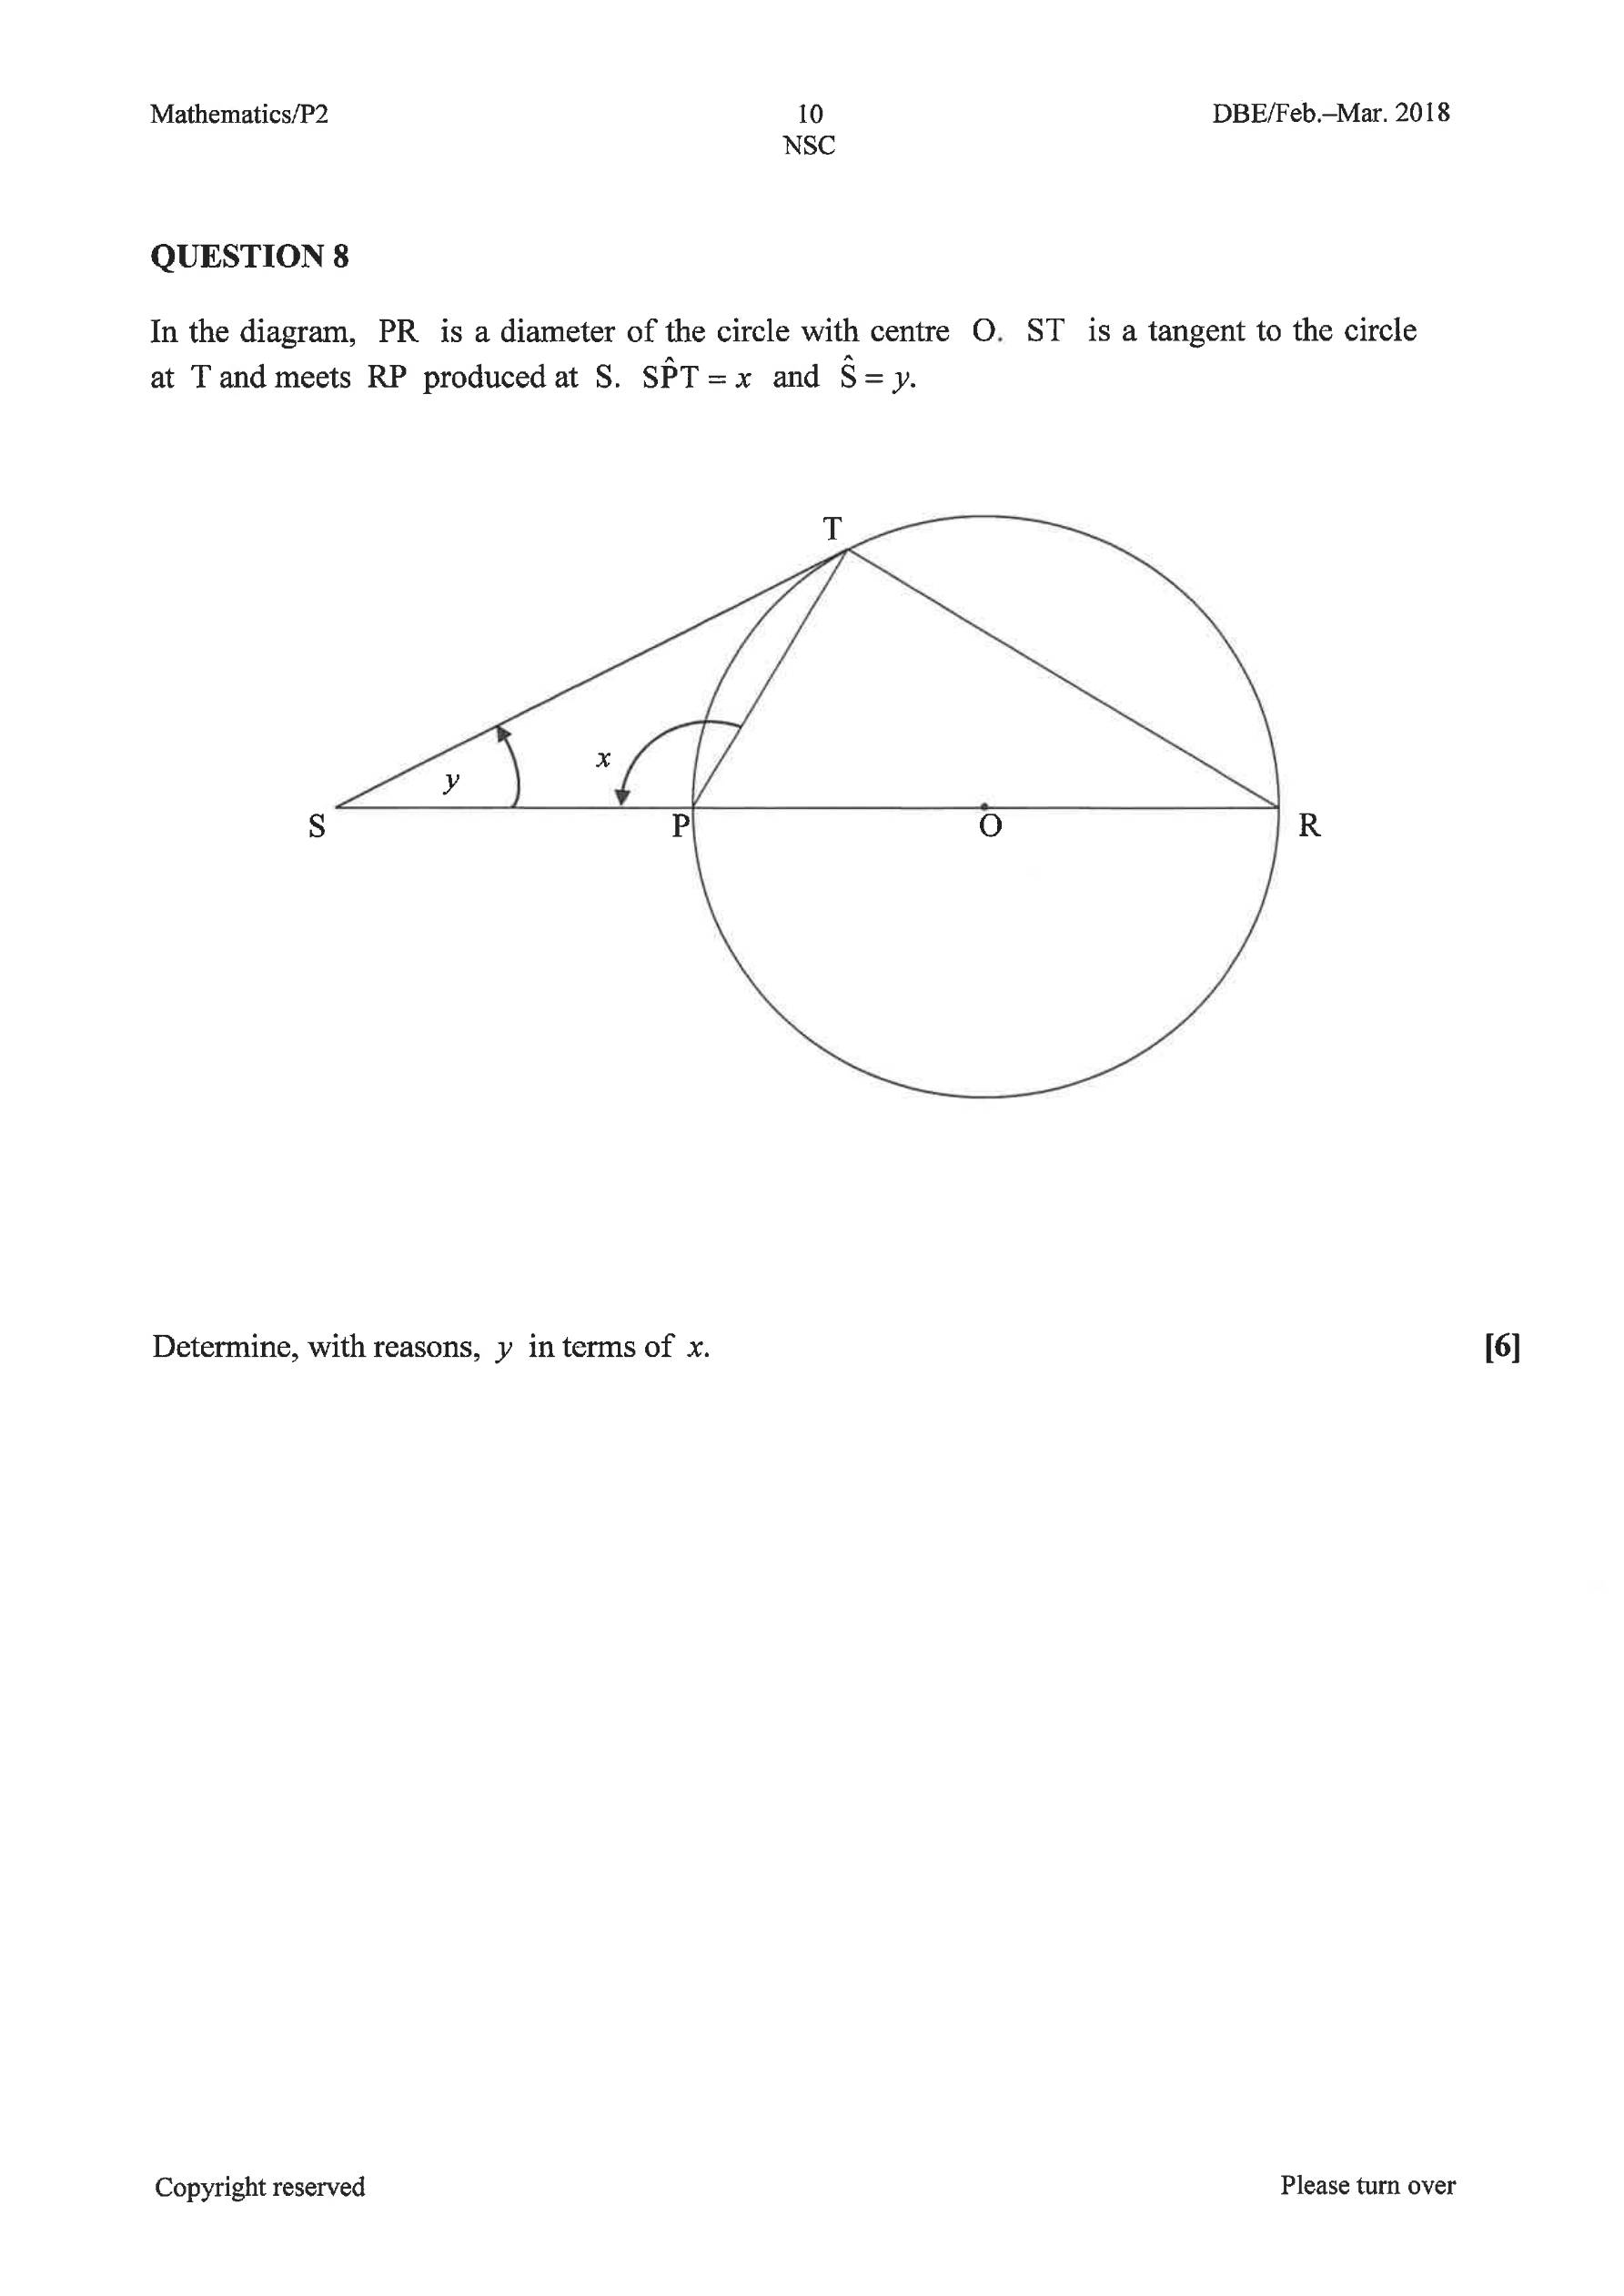 Mathematics/P2 10 DBE/Feb.–Mar. 2018
NSC
QUESTION 8
In the diagram, PR is a diameter of the circle with centre O. ST is a tangent to the circle
at T and meets RP produced at S. SP̂T = x and Ŝ = y.
T
x
y
S P O R
Determine, with reasons, y in terms of x. [6]
Copyright reserved Please turn over